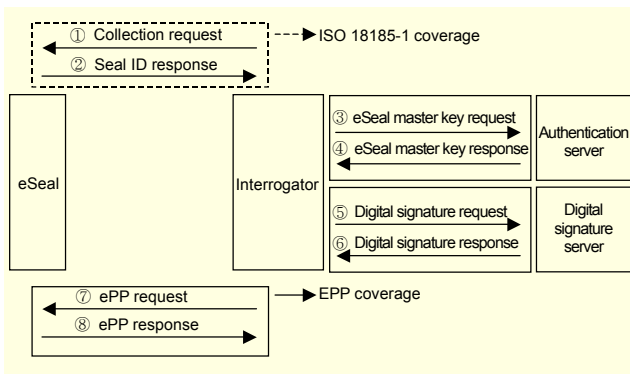 ① Collection request
ISO 18185-1 coverage
② Seal ID response
eSeal
Interrogator
③ eSeal master key request
④ eSeal master key response
Authentication
server
⑤ Digital signature request
⑥ Digital signature response
Digital
signature
server
⑦ ePP request
EPP coverage
⑧ ePP response